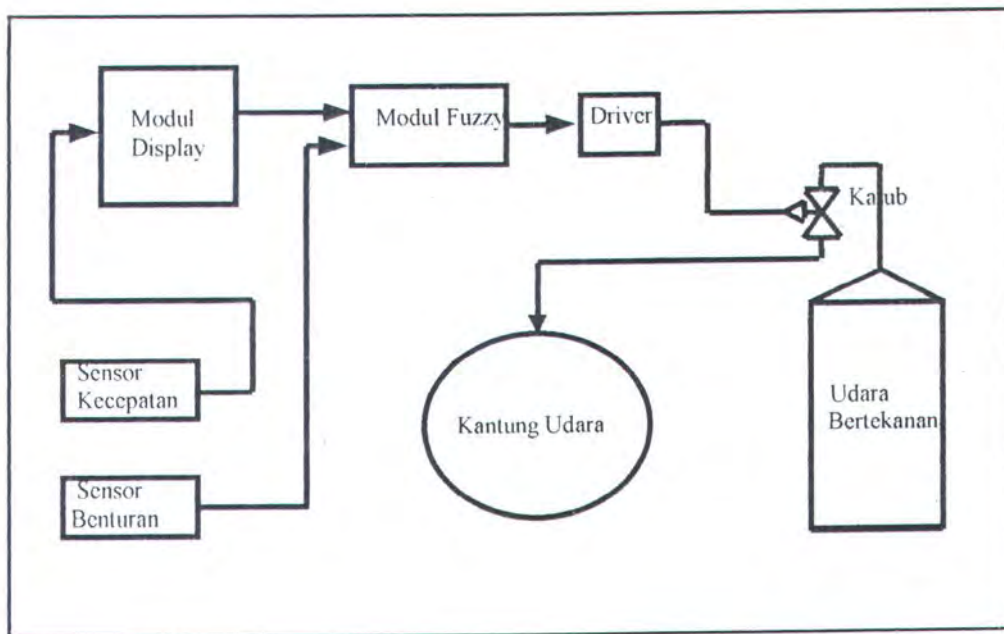 Modul
Display
Modul Fuzzy
Driver
Katub
Sensor
Kecepatan
Udara
Bertekanan
Kantung Udara
Sensor
Benturan